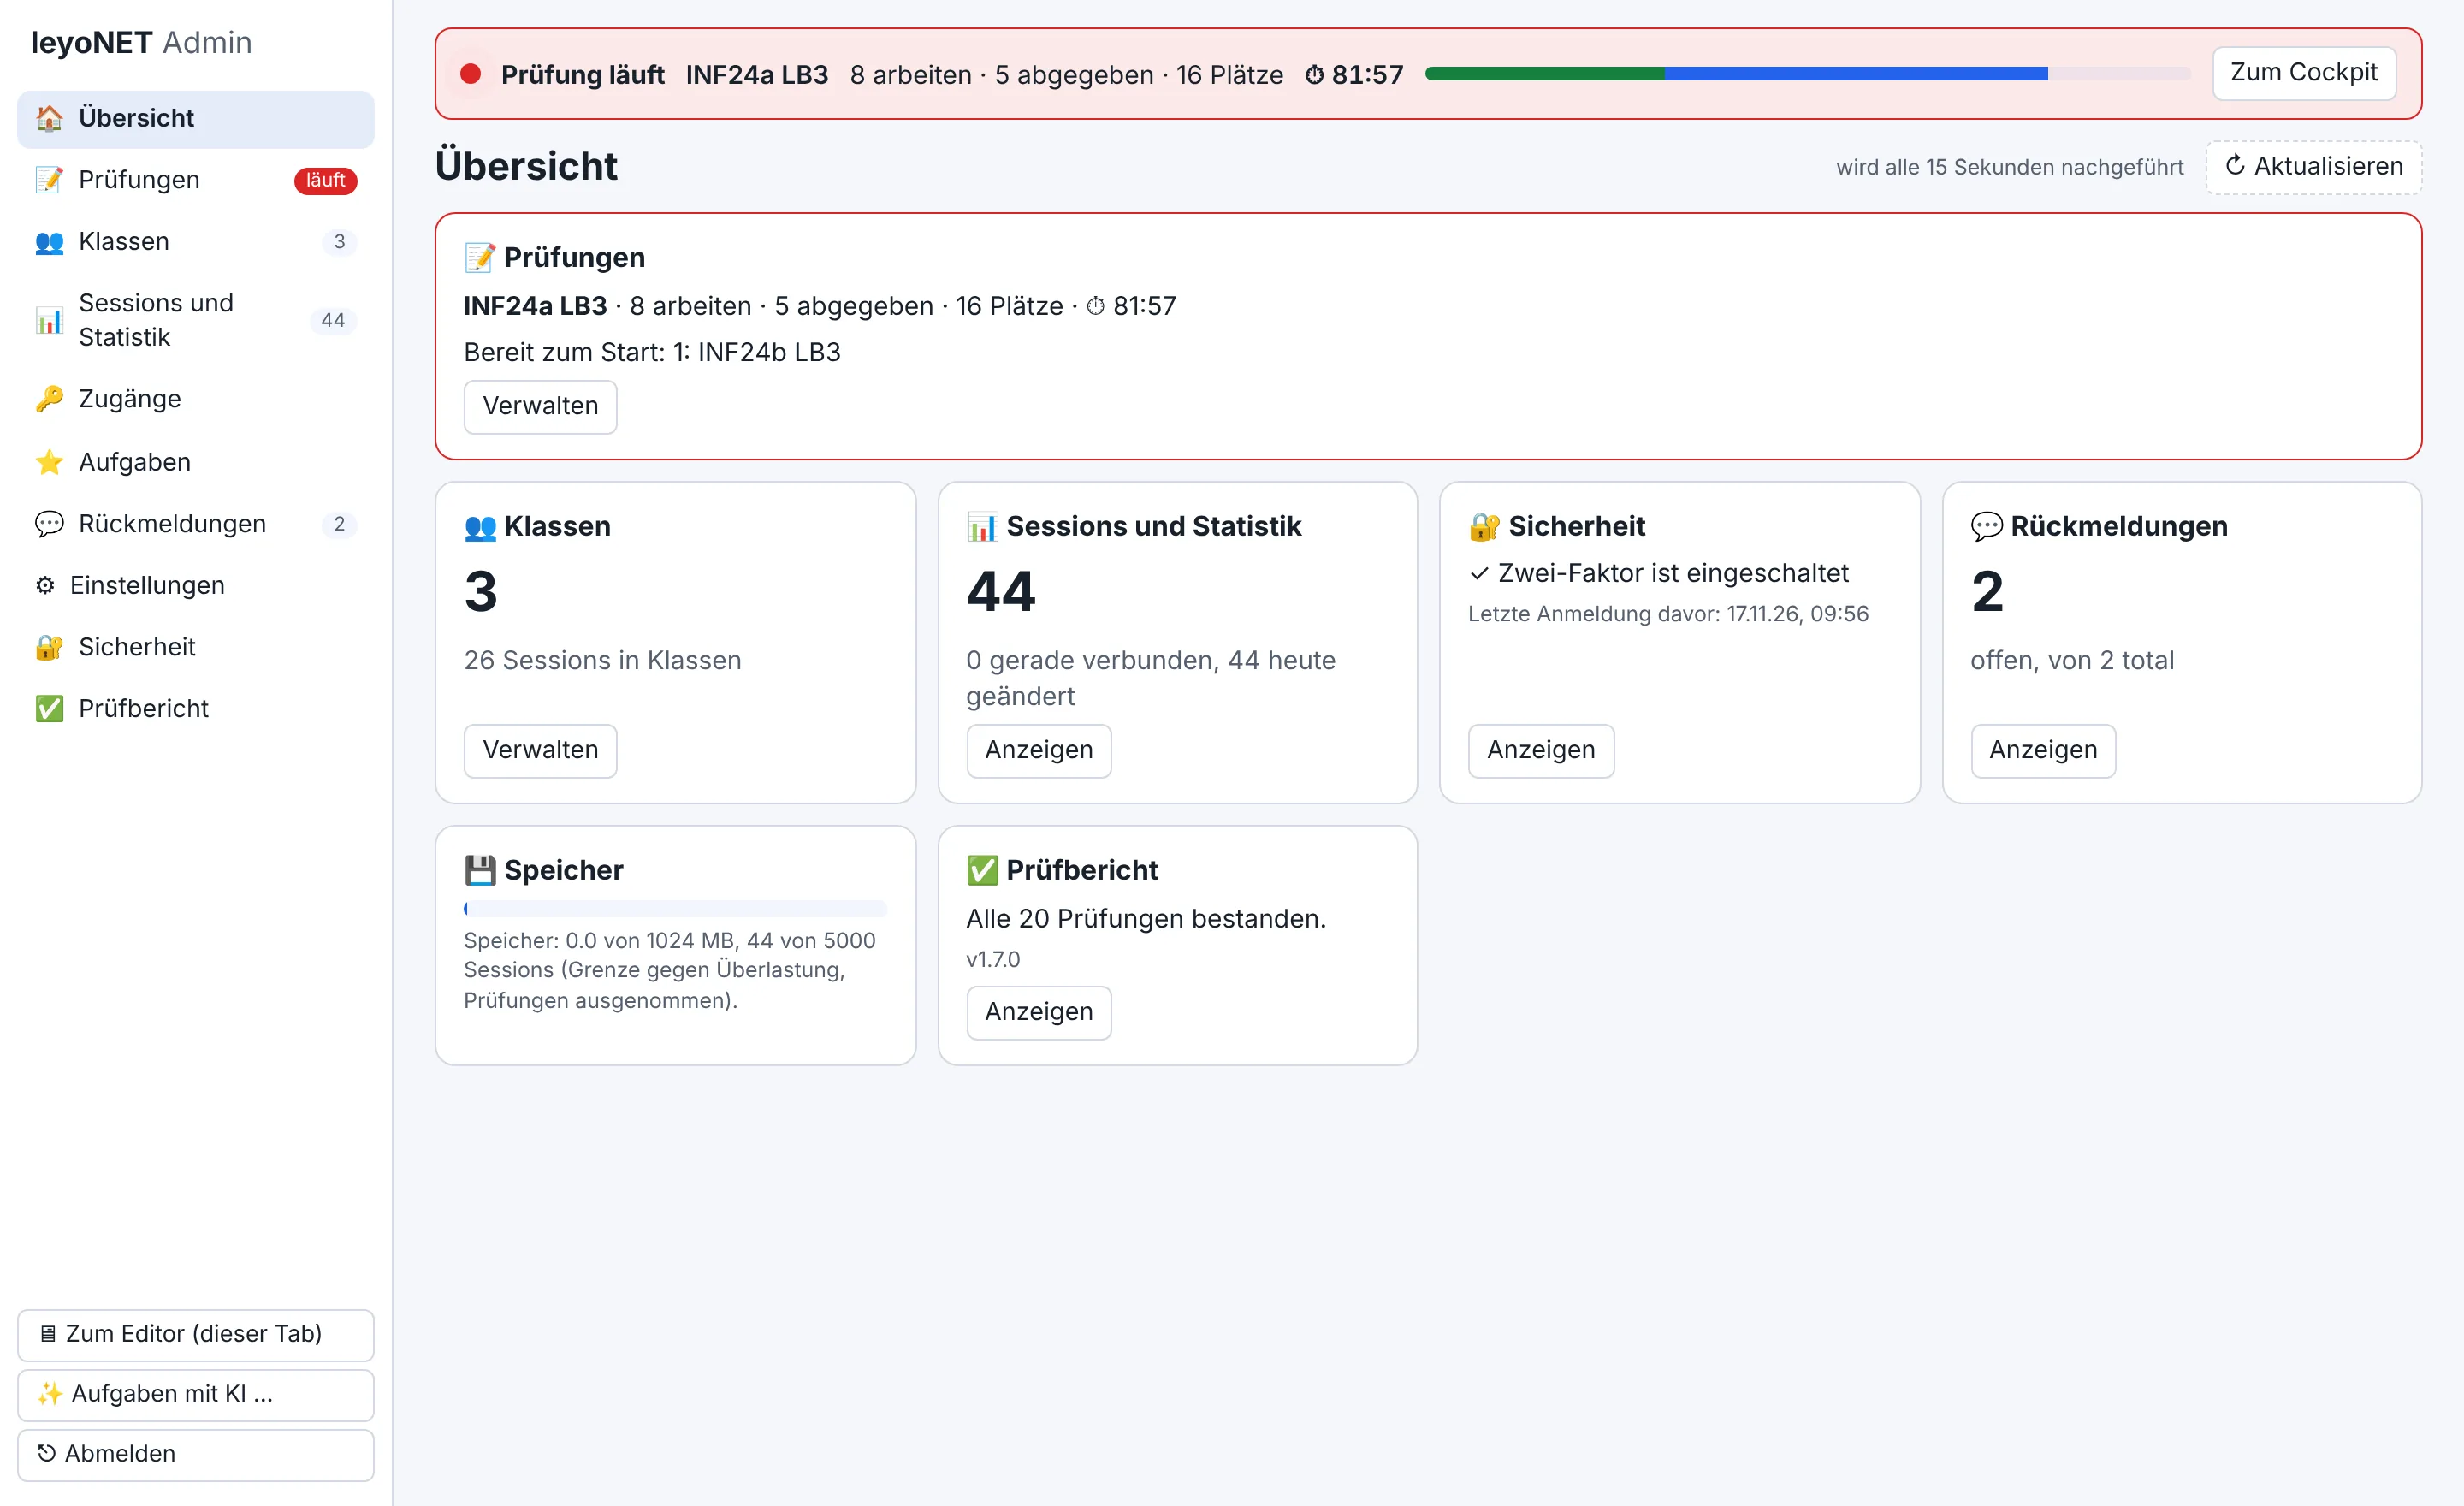 leyoNET Admin
Übersicht
Prüfungen läuft
Klassen 3
Sessions und
Statistik 44
Zugänge
Aufgaben
Rückmeldungen 2
Einstellungen
Sicherheit
Prüfbericht
Zum Editor (dieser Tab)
Aufgaben mit KI ...
Abmelden
Prüfung läuft INF24a LB3 8 arbeiten · 5 abgegeben · 16 Plätze ⏱ 81:57 Zum Cockpit
Übersicht
wird alle 15 Sekunden nachgeführt ↻ Aktualisieren
Prüfungen
INF24a LB3 · 8 arbeiten · 5 abgegeben · 16 Plätze · ⏱ 81:57
Bereit zum Start: 1: INF24b LB3
Verwalten
Klassen
3
26 Sessions in Klassen
Verwalten
Sessions und Statistik
44
0 gerade verbunden, 44 heute
geändert
Anzeigen
Sicherheit
✓ Zwei-Faktor ist eingeschaltet
Letzte Anmeldung davor: 17.11.26, 09:56
Anzeigen
Rückmeldungen
2
offen, von 2 total
Anzeigen
Speicher
Speicher: 0.0 von 1024 MB, 44 von 5000
Sessions (Grenze gegen Überlastung,
Prüfungen ausgenommen).
Prüfbericht
Alle 20 Prüfungen bestanden.
v1.7.0
Anzeigen